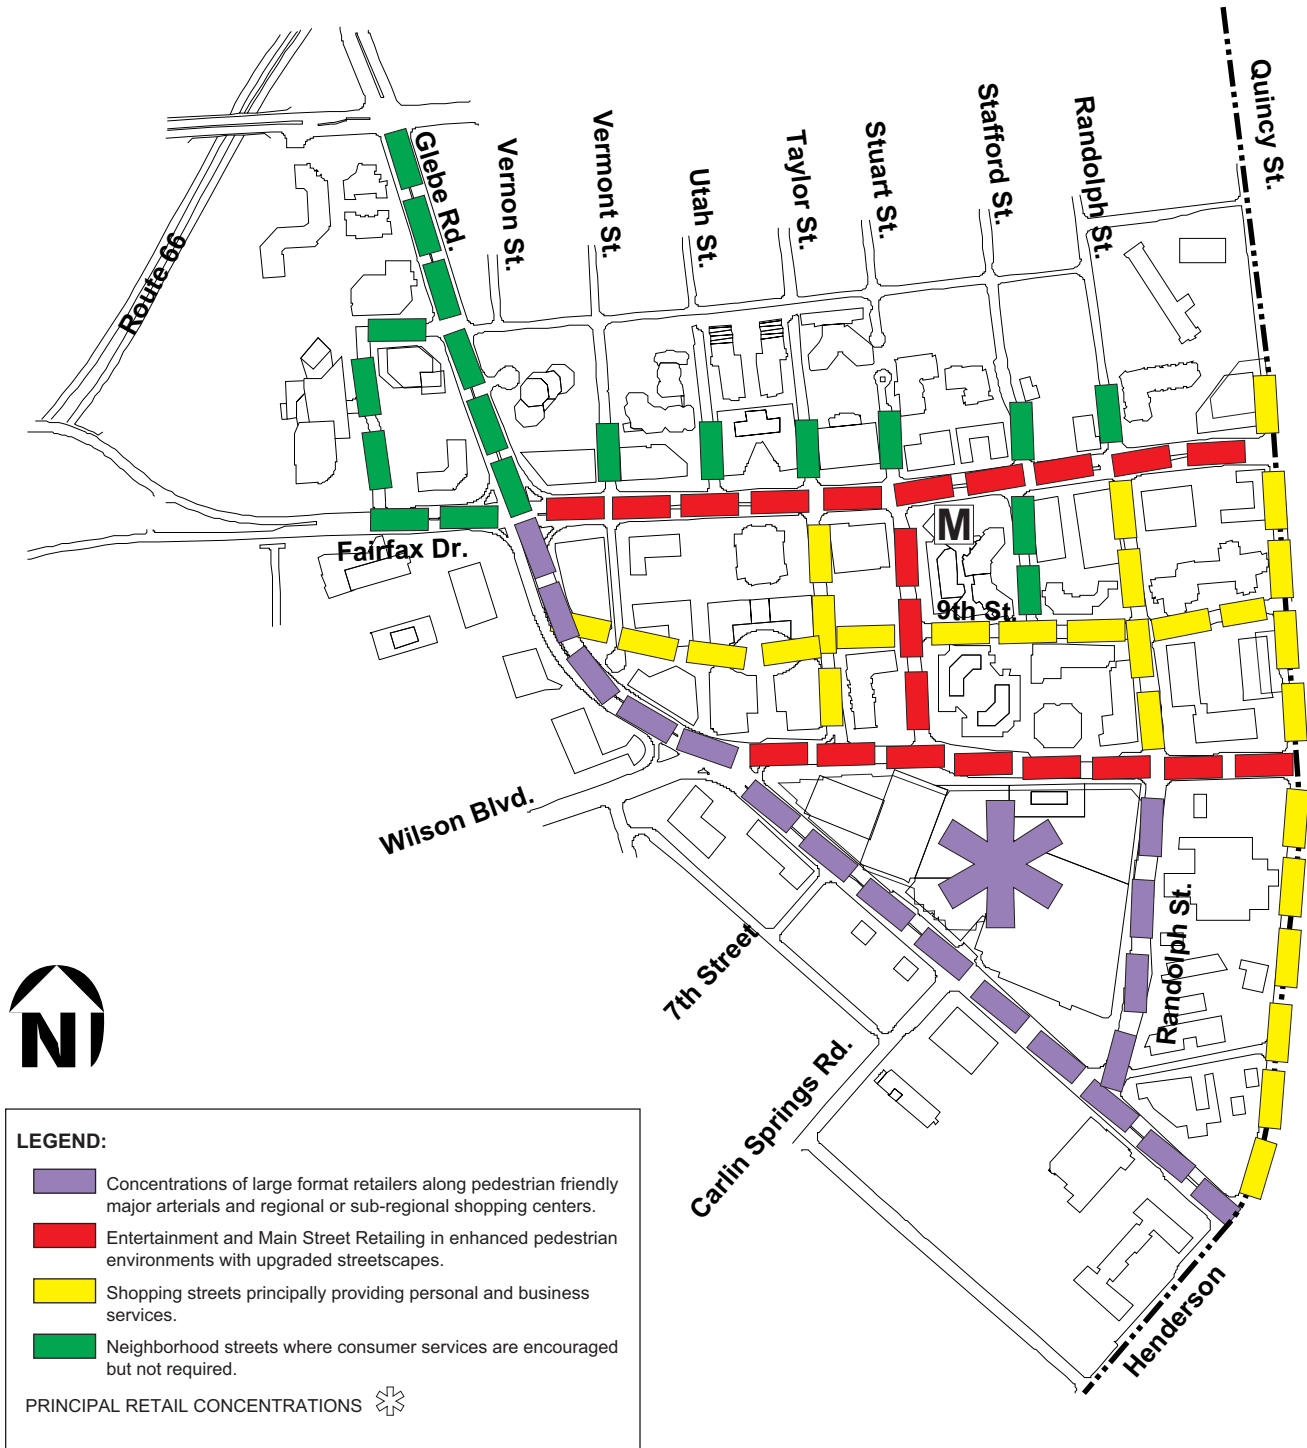 Quincy St.
Stafford St.
Randolph St.
Vermont St.
Stuart St.
Taylor St.
Glebe Rd.
Vernon St.
Utah St.
Route 66
M
Fairfax Dr.
9th St.
Wilson Blvd.
Randolph St.
7th Street
N
Carlin Springs Rd.
Henderson
LEGEND:
Concentrations of large format retailers along pedestrian friendly
major arterials and regional or sub-regional shopping centers.
Entertainment and Main Street Retailing in enhanced pedestrian
environments with upgraded streetscapes.
Shopping streets principally providing personal and business
services.
Neighborhood streets where consumer services are encouraged
but not required.
PRINCIPAL RETAIL CONCENTRATIONS